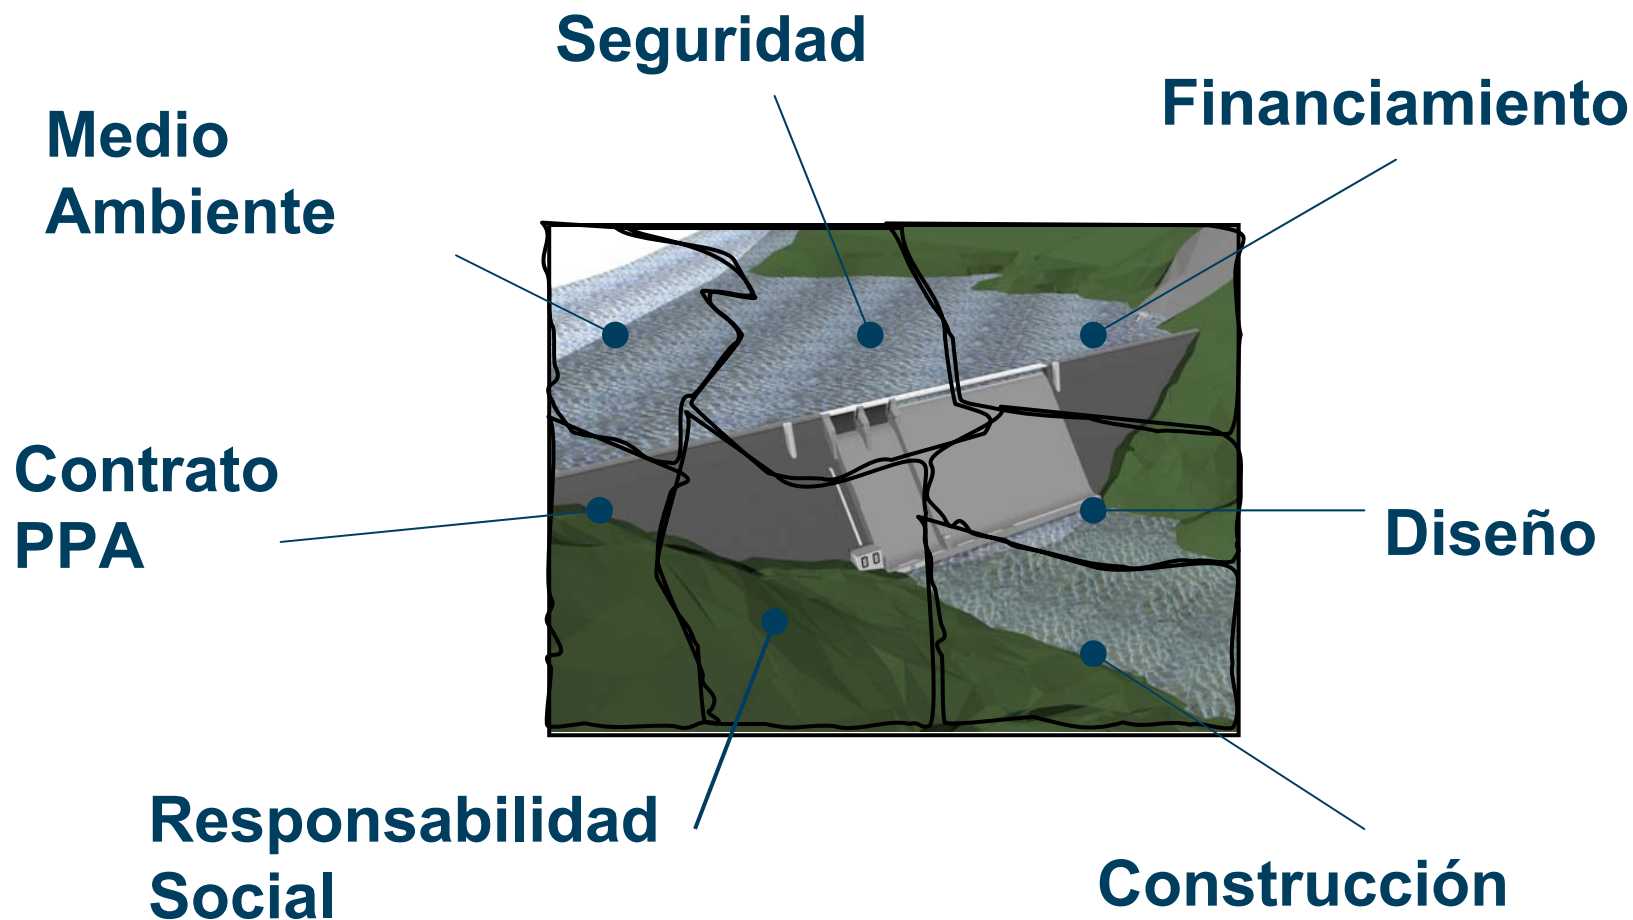 Seguridad
Financiamiento
Medio
Ambiente
Contrato
PPA
Diseño
Responsabilidad
Social
Construcción